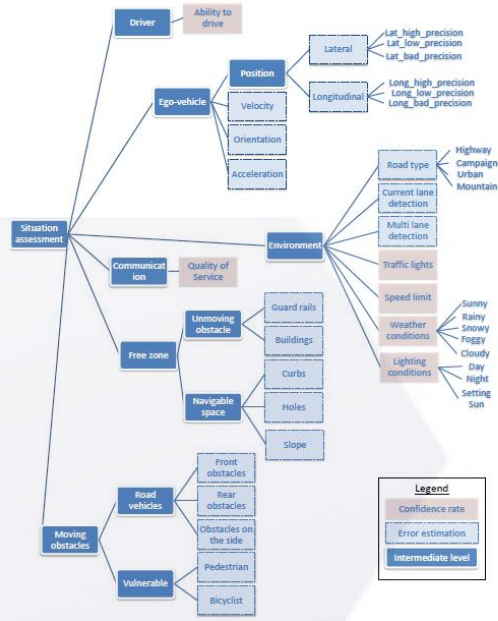 Driver
Ability to
drive
Ego-vehicle
Position
Lateral
Lat_high_precision
Lat_low_precision
Lat_bad_precision
Longitudinal
Long_high_precision
Long_low_precision
Long_bad_precision
Velocity
Orientation
Acceleration
Situation
assessment
Environment
Road type
Highway
Campaign
Urban
Mountain
Current lane
detection
Multi lane
detection
Traffic lights
Speed limit
Weather
conditions
Sunny
Rainy
Snowy
Foggy
Cloudy
Lighting
conditions
Day
Night
Setting
Sun
Communicat
ion
Quality of
Service
Free zone
Unmoving
obstacle
Guard rails
Buildings
Navigable
space
Curbs
Holes
Slope
Moving
obstacles
Road
vehicles
Front
obstacles
Rear
obstacles
Obstacles on
the side
Vulnerable
Pedestrian
Bicyclist
Legend
Confidence rate
Error estimation
Intermediate level